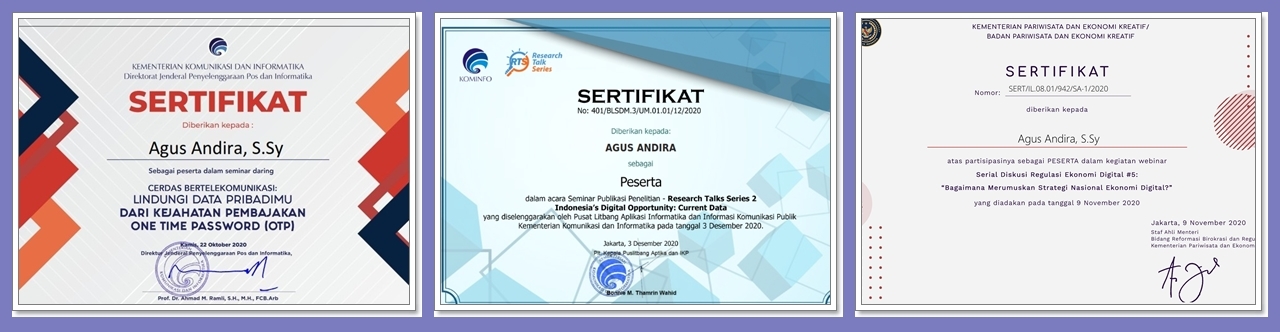 KEMENTERIAN KOMUNIKASI DAN INFORMATIKA
Direktorat Jenderal Penyelenggaraan Pos dan Informatika
SERTIFIKAT
Diberikan kepada :
Agus Andira, S.Sy
Sebagai peserta dalam seminar daring
CERDAS BERTELEKOMUNIKASI:
LINDUNGI DATA PRIBADIMU
DARI KEJAHATAN PEMBAJAKAN
ONE TIME PASSWORD (OTP)
Kamis, 22 Oktober 2020
Direktur Jenderal Penyelenggaraan Pos dan Informatika,
Prof. Dr. Ahmad M. Ramli, S.H., M.H., FCB.Arb
KOMINFO
RTS
Research
Talk
Series
SERTIFIKAT
No: 401/BLSDM.3/UM.01.01/12/2020
Diberikan kepada:
AGUS ANDIRA
sebagai
Peserta
dalam acara Seminar Publikasi Penelitian - Research Talks Series 2
Indonesia's Digital Opportunity: Current Data
yang diselenggarakan oleh Pusat Litbang Aplikasi Informatika dan Informasi Komunikasi Publik
Kementerian Komunikasi dan Informatika pada tanggal 3 Desember 2020.
Jakarta, 3 Desember 2020
Plt. Kepala Puslitbang Aptika dan IKP
Bonnie M. Thamrin Wahid
KEMENTERIAN PARIWISATA DAN EKONOMI KREATIF/
BADAN PARIWISATA DAN EKONOMI KREATIF
SERTIFIKAT
Nomor: SERT/IL.08.01/942/SA-1/2020
diberikan kepada
Agus Andira, S.Sy
atas partisipasinya sebagai PESERTA dalam kegiatan webinar
Serial Diskusi Regulasi Ekonomi Digital #5:
"Bagaimana Merumuskan Strategi Nasional Ekonomi Digital?"
yang diadakan pada tanggal 9 November 2020
Jakarta, 9 November 2020
Staf Ahli Menteri
Bidang Reformasi Birokrasi dan Regu
Kementerian Pariwisata dan Ekonom